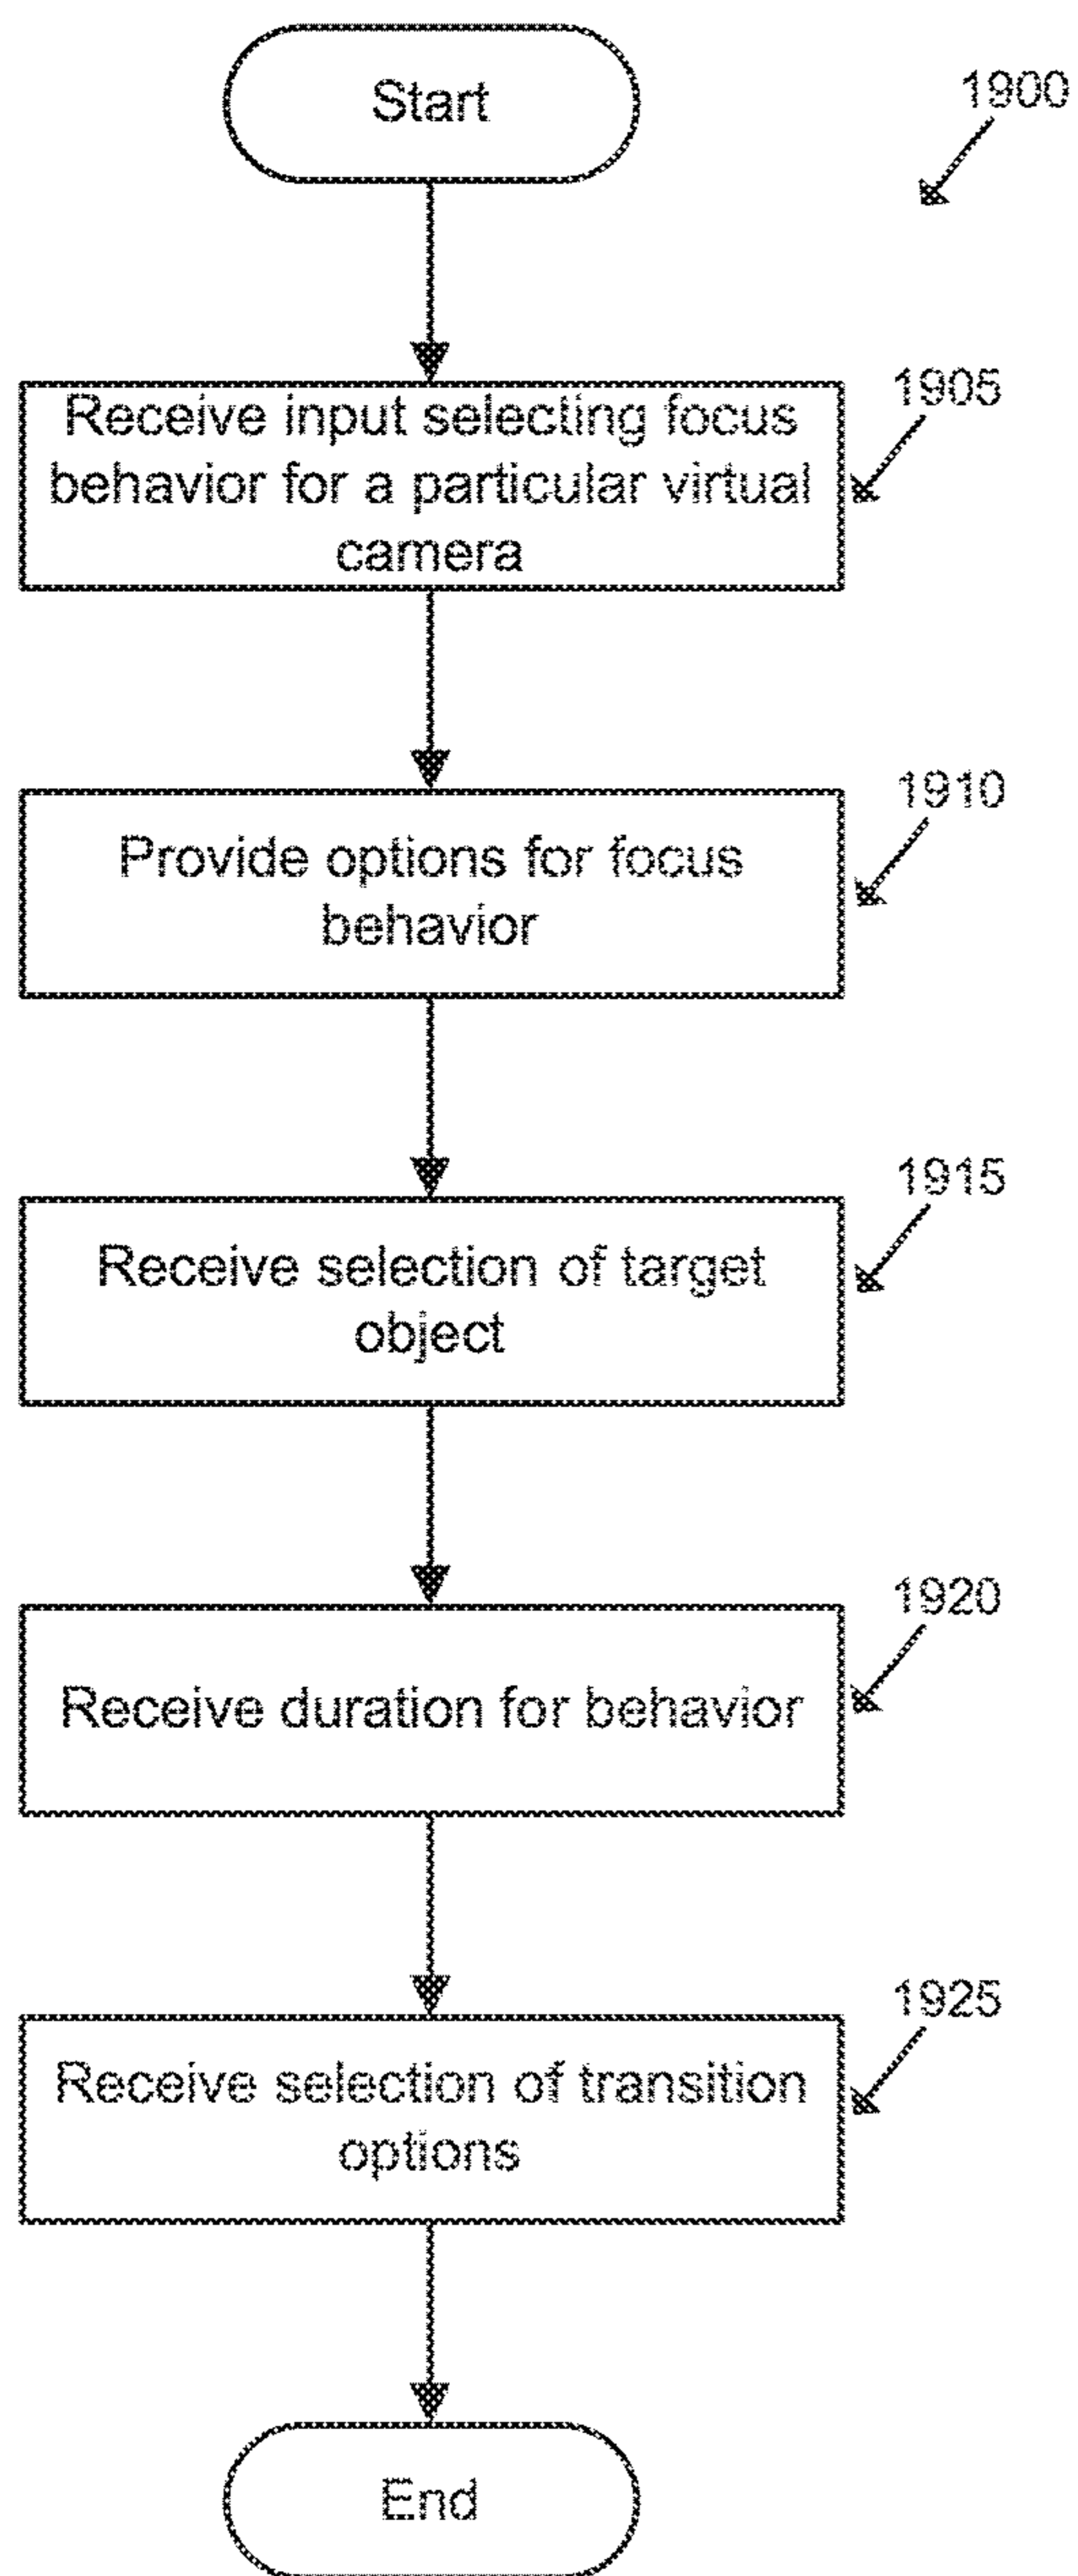 Start
1900
Receive input selecting focus
behavior for a particular virtual
camera
1905
Provide options for focus
behavior
1910
Receive selection of target
object
1915
Receive duration for behavior
1920
Receive selection of transition
options
1925
End